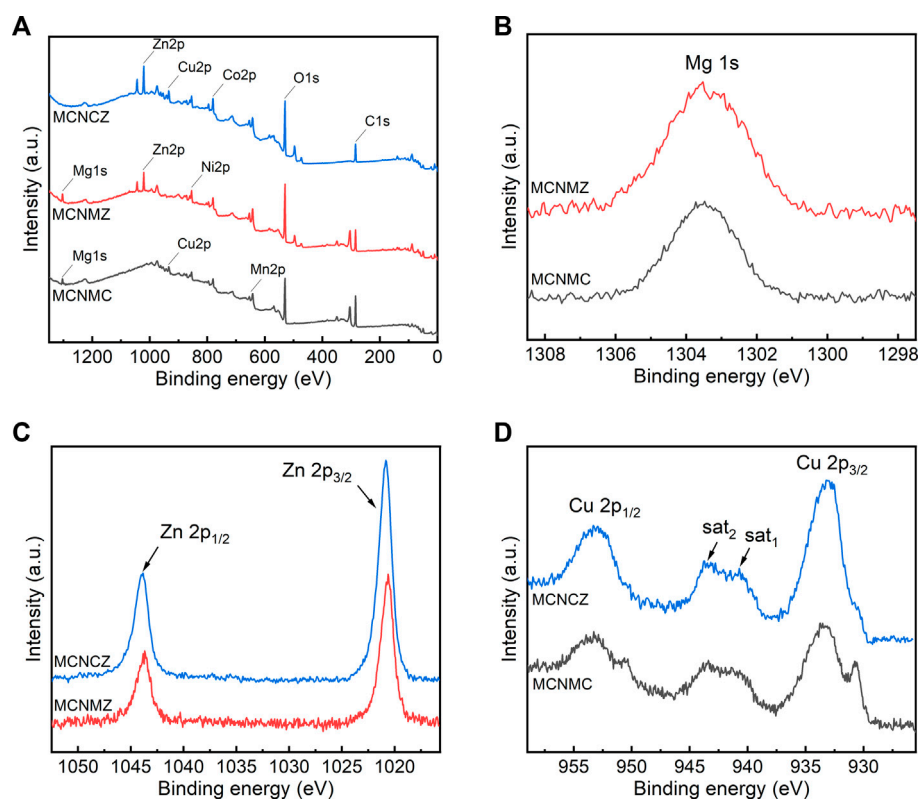 A
Zn2p
Cu2p
Co2p
O1s
C1s
MCNCZ
Mg1s
Zn2p
Ni2p
MCNMZ
Mg1s
Cu2p
Mn2p
MCNMC
Intensity (a.u.)
1200 1000 800 600 400 200 0
Binding energy (eV)
B
Mg 1s
MCNMZ
MCNMC
Intensity (a.u.)
1308 1306 1304 1302 1300 1298
Binding energy (eV)
C
Zn 2p3/2
Zn 2p1/2
MCNCZ
MCNMZ
Intensity (a.u.)
1050 1045 1040 1035 1030 1025 1020
Binding energy (eV)
D
Cu 2p3/2
Cu 2p1/2
sat2 sat1
MCNCZ
MCNMC
Intensity (a.u.)
955 950 945 940 935 930
Binding energy (eV)